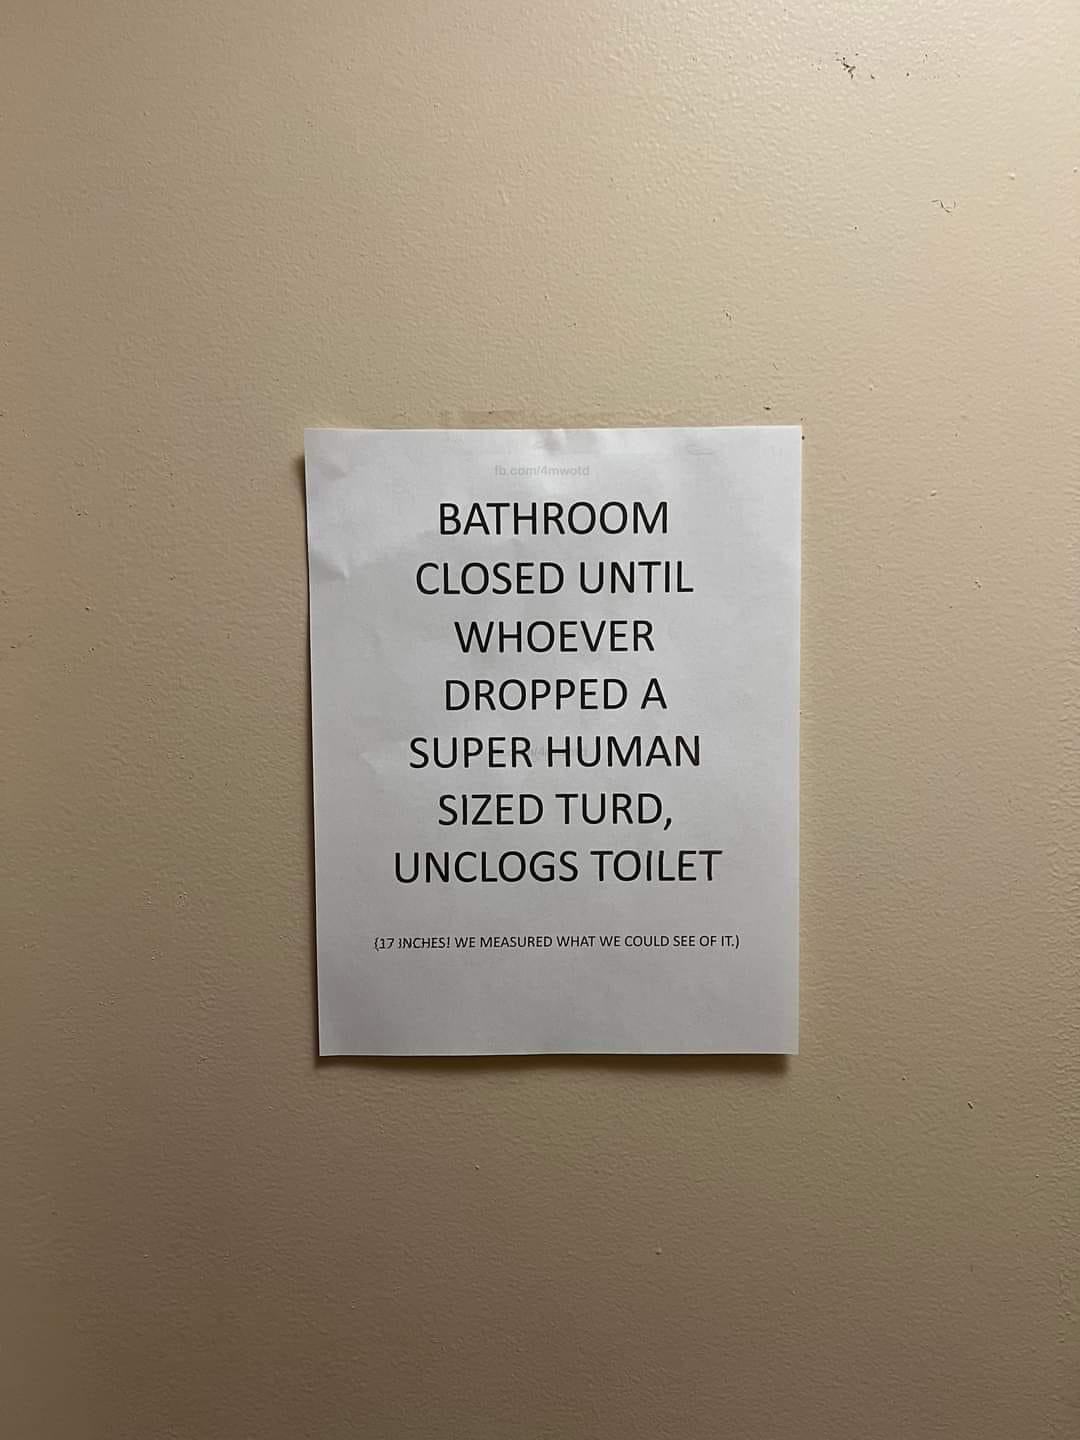 fb.com/4mwotd
BATHROOM
CLOSED UNTIL
WHOEVER
DROPPED A
SUPER HUMAN
SIZED TURD,
UNCLOGS TOILET
(17 INCHES! WE MEASURED WHAT WE COULD SEE OF IT.)